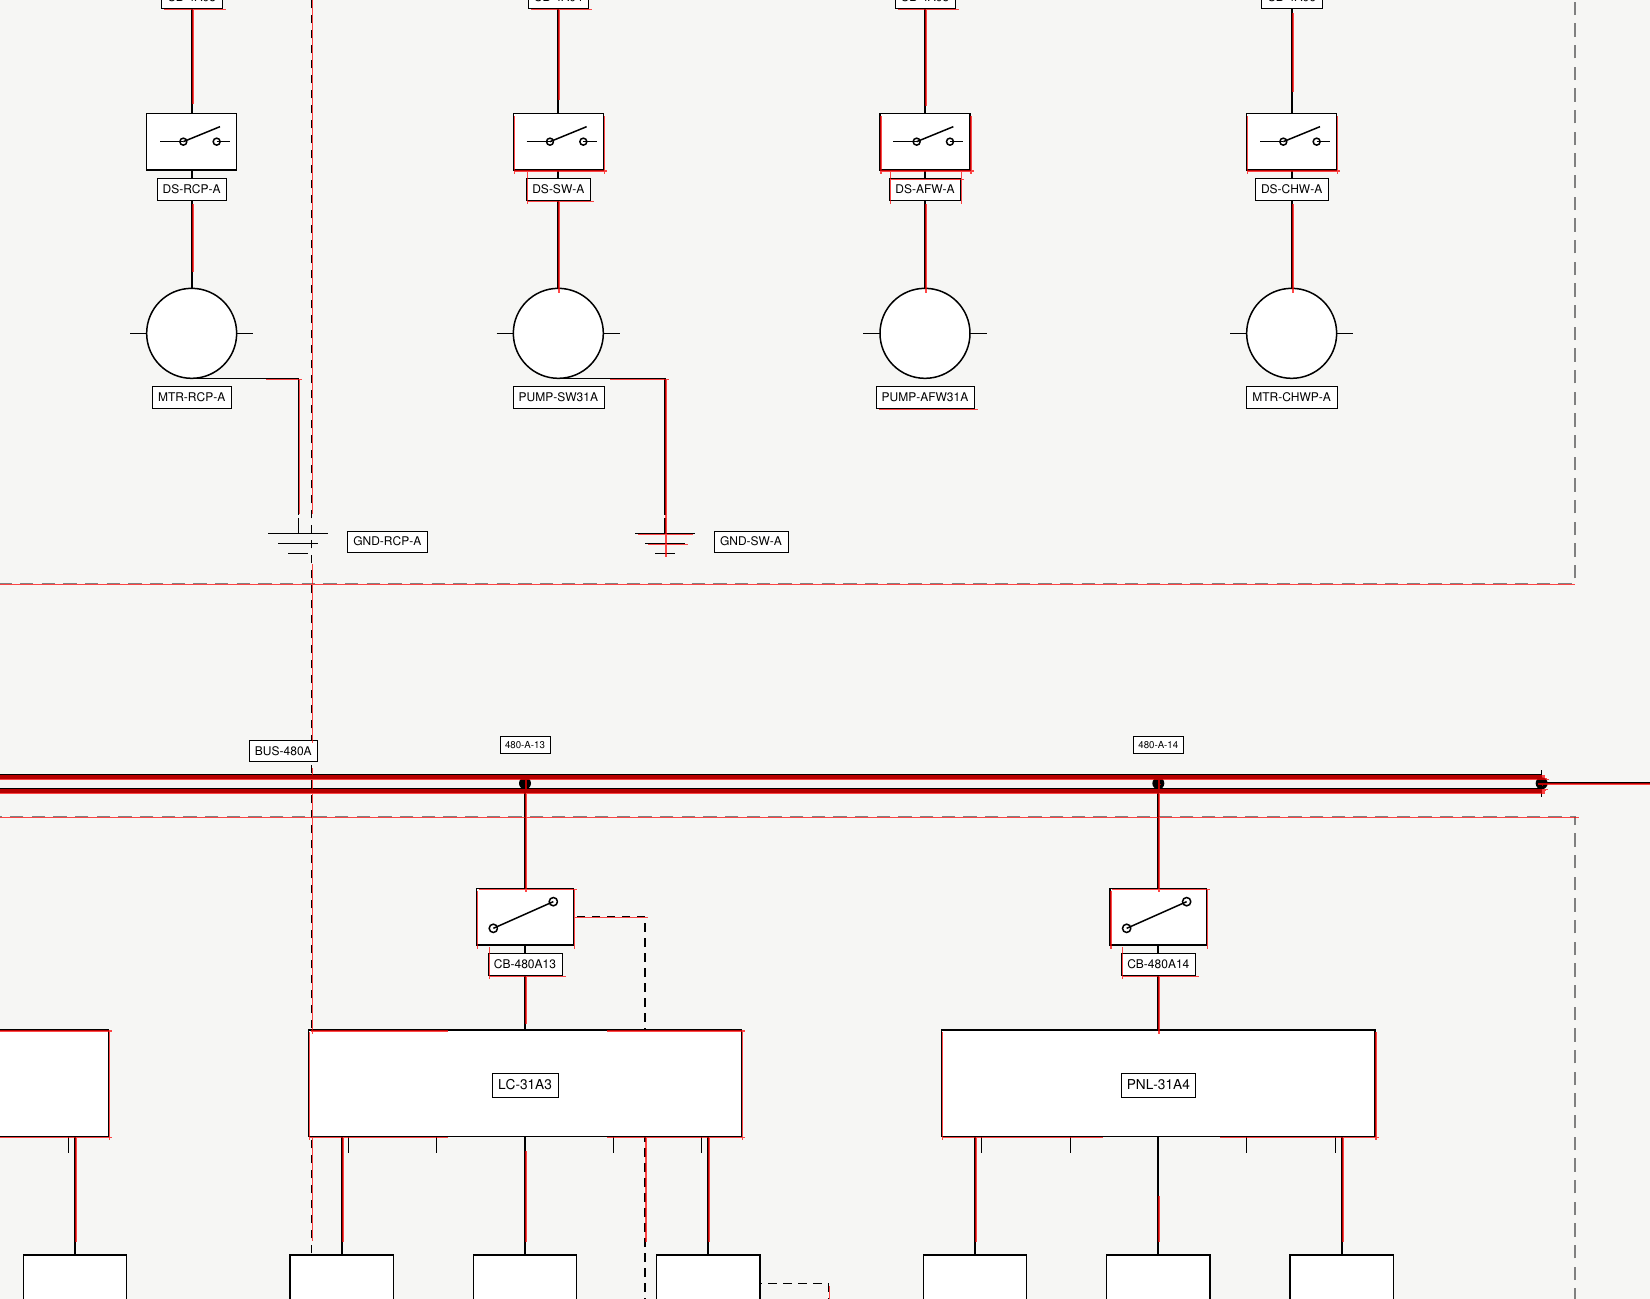 DS-RCP-A
DS-SW-A
DS-AFW-A
DS-CHW-A
MTR-RCP-A
PUMP-SW31A
PUMP-AFW31A
MTR-CHWP-A
GND-RCP-A
GND-SW-A
BUS-480A
480-A-13
480-A-14
CB-480A13
CB-480A14
LC-31A3
PNL-31A4